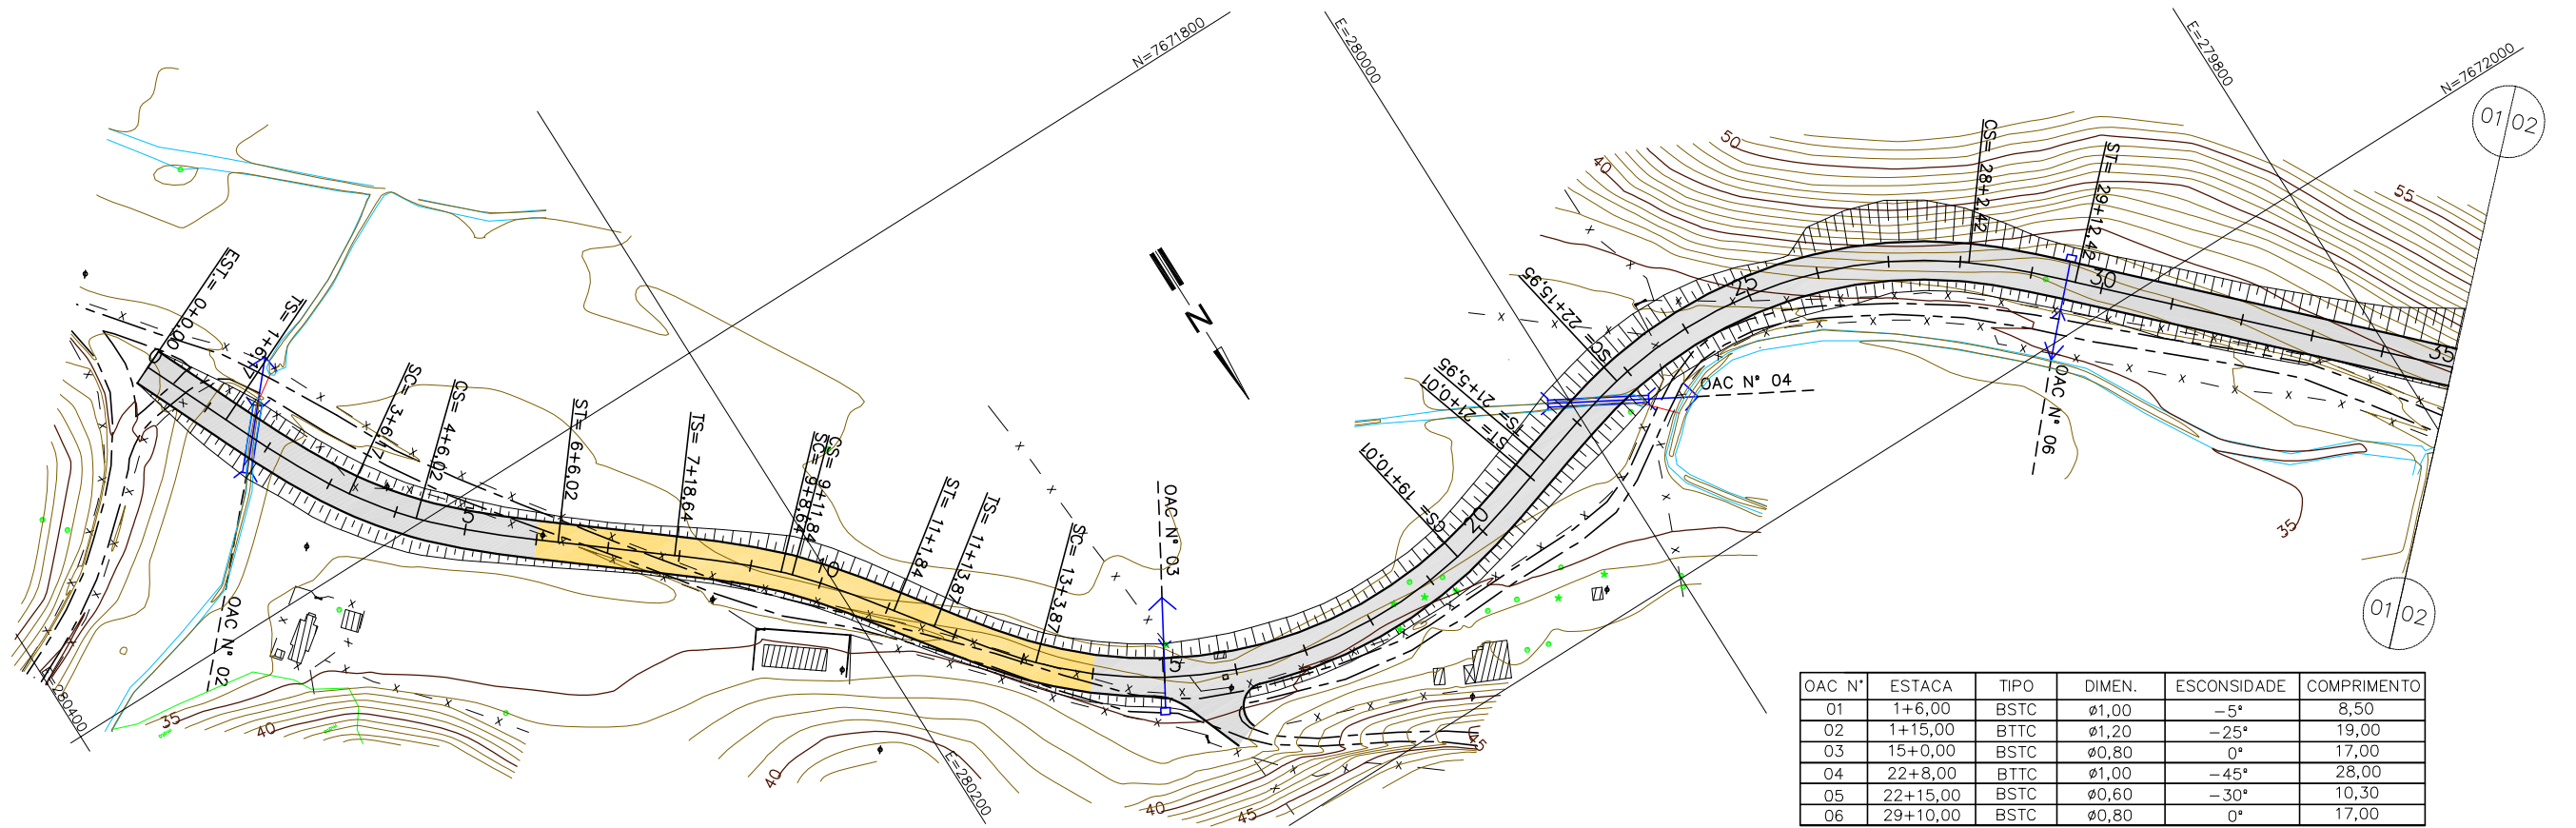 N=7671800
E=280000
E=279800
N=7672000
01/02
50
40
55
CS= 28+2,42
ST= 29+12,42
EST.= 0+0,00
0
TS= 1+6,17
SC= 3+6,17
CS= 4+6,02
5
ST= 6+6,02
TS= 7+18,64
SC= 9+8,64
CS= 9+11,84
10
ST= 11+1,84
TS= 11+13,87
SC= 13+3,87
OAC N° 03
15
CS= 19+10,01
20
ST= 21+0,01
TS= 21+5,95
SC= 22+15,95
25
30
35
N
OAC N° 04
OAC N° 06
35
OAC N° 02
E=280400
35
40
40
E=280200
40
45
45
01/02
OAC N° ESTACA TIPO DIMEN. ESCONSIDADE COMPRIMENTO
01 1+6,00 BSTC ø1,00 −5° 8,50
02 1+15,00 BTTC ø1,20 −25° 19,00
03 15+0,00 BSTC ø0,80 0° 17,00
04 22+8,00 BTTC ø1,00 −45° 28,00
05 22+15,00 BSTC ø0,60 −30° 10,30
06 29+10,00 BSTC ø0,80 0° 17,00